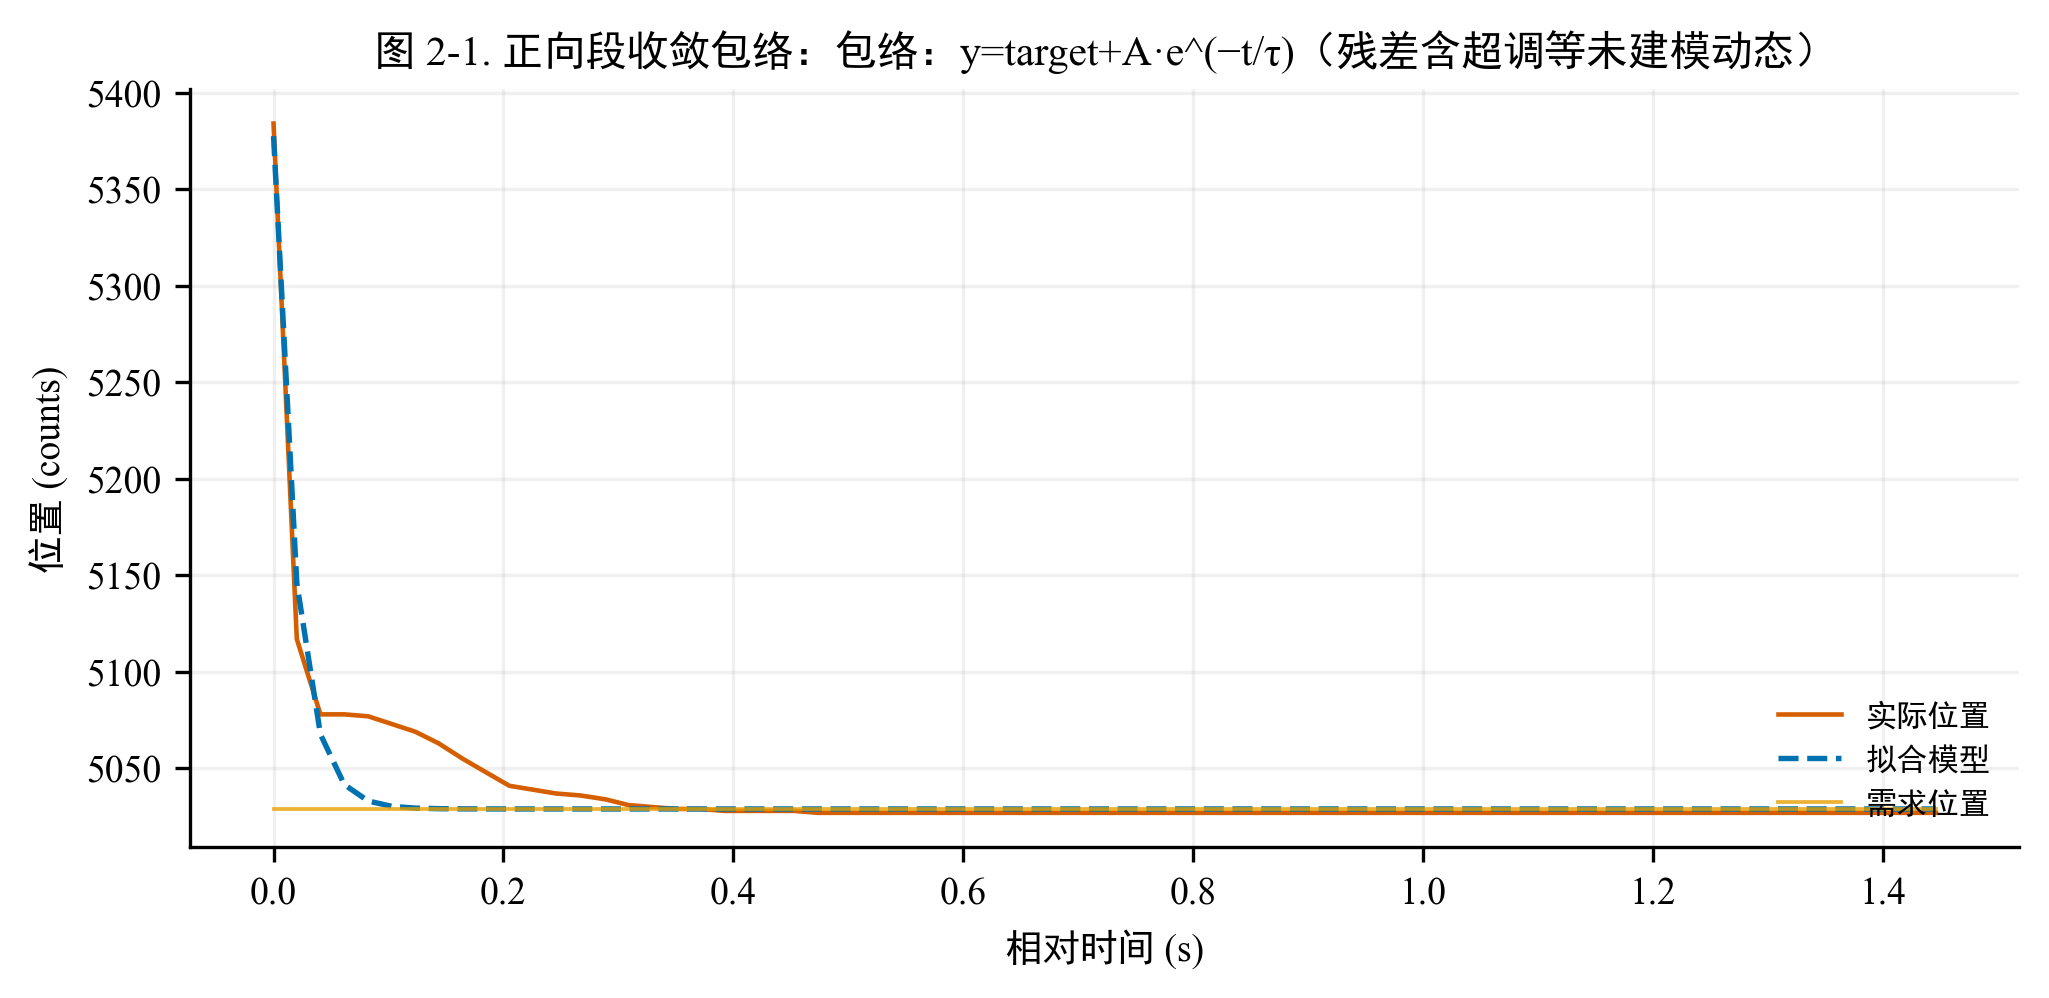 图 2-1. 正向段收敛包络：包络：y=target+A·e^(−t/τ)（残差含超调等未建模动态）
5400
5350
5300
5250
5200
5150
5100
5050
位置 (counts)
实际位置
拟合模型
需求位置
0.0 0.2 0.4 0.6 0.8 1.0 1.2 1.4
相对时间 (s)